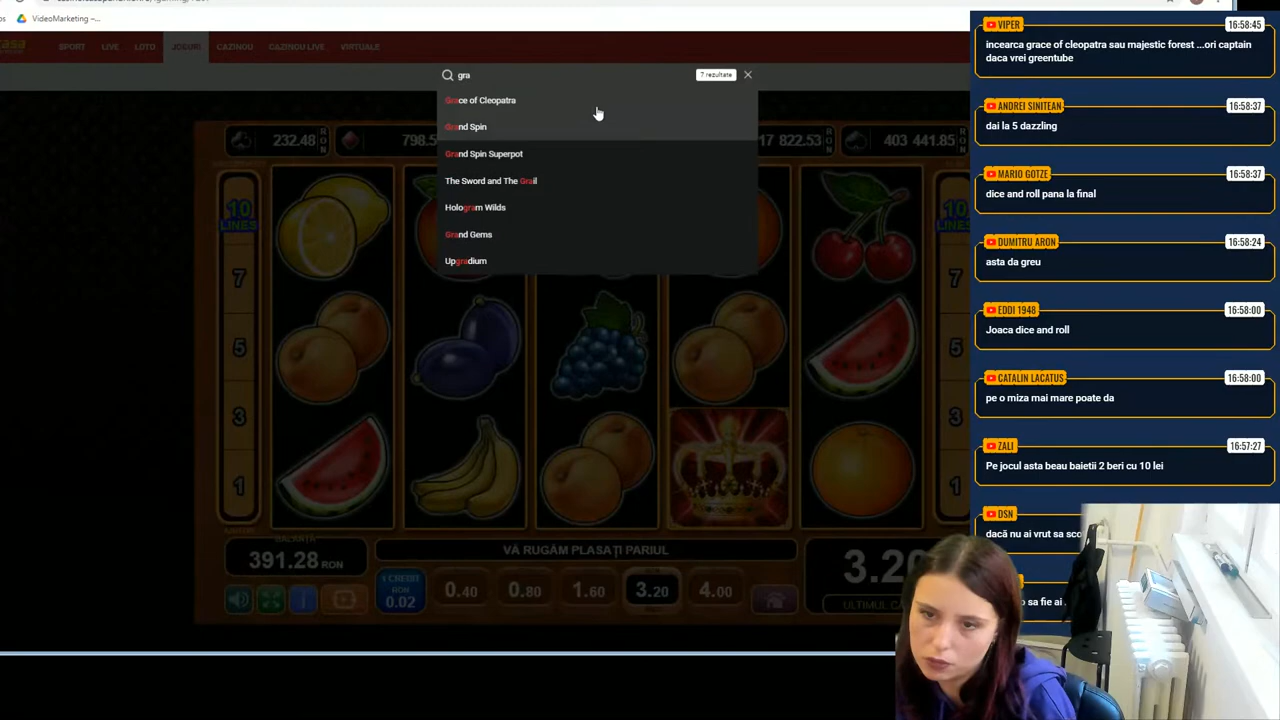 VideoMarketing –...
SPORT
LIVE
LOTO
JOCURI
CAZINOU
CAZINOU LIVE
VIRTUALE
gra
7 rezultate
Grace of Cleopatra
Grand Spin
Grand Spin Superpot
The Sword and The Grail
Hologram Wilds
Grand Gems
Upgradium
232.48 RON
798.5
17 822.53 RON
403 441.85
10 LINES
7
5
3
1
10 LINES
7
5
3
1
BALANȚĂ
391.28 RON
VĂ RUGĂM PLASAȚI PARIUL
3.20
1 CREDIT
RON
0.02
0.40
0.80
1.60
3.20
4.00
VIPER
16:58:45
incearca grace of cleopatra sau majestic forest ...ori captain
daca vrei greentube
ANDREI SINITEAN
16:58:37
dai la 5 dazzling
MARIO GOTZE
16:58:37
dice and roll pana la final
DUMITRU ARON
16:58:24
asta da greu
EDDI 1948
16:58:00
Joaca dice and roll
CATALIN LACATUS
16:58:00
pe o miza mai mare poate da
ZALI
16:57:27
Pe jocul asta beau baietii 2 beri cu 10 lei
DSN
dacă nu ai vrut sa sco
sa fie ai